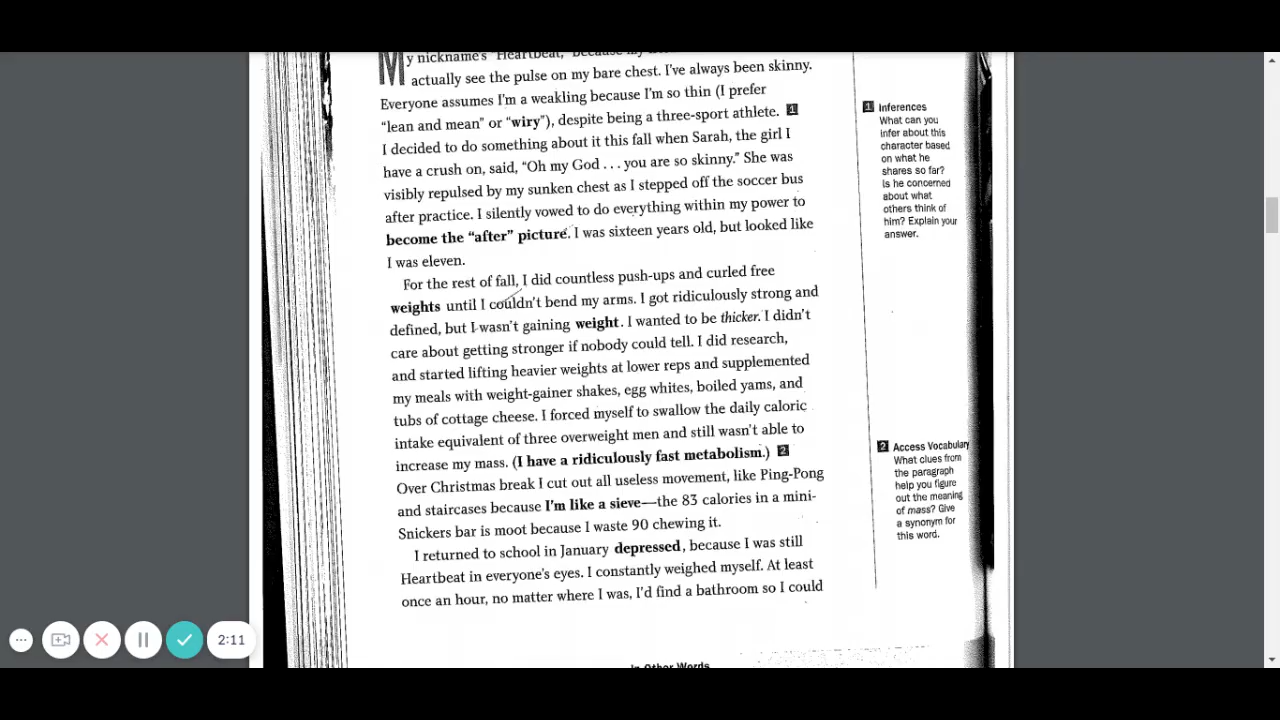 My nickname's "Heartbeat, because my
actually see the pulse on my bare chest. I've always been skinny.
Everyone assumes I'm a weakling because I'm so thin (I prefer
"lean and mean" or "wiry"), despite being a three-sport athlete. 1
I decided to do something about it this fall when Sarah, the girl I
have a crush on, said, "Oh my God . . . you are so skinny." She was
visibly repulsed by my sunken chest as I stepped off the soccer bus
after practice. I silently vowed to do everything within my power to
become the "after" picture. I was sixteen years old, but looked like
I was eleven.
For the rest of fall, I did countless push-ups and curled free
weights until I couldn't bend my arms. I got ridiculously strong and
defined, but I wasn't gaining weight. I wanted to be thicker. I didn't
care about getting stronger if nobody could tell. I did research,
and started lifting heavier weights at lower reps and supplemented
my meals with weight-gainer shakes, egg whites, boiled yams, and
tubs of cottage cheese. I forced myself to swallow the daily caloric
intake equivalent of three overweight men and still wasn't able to
increase my mass. (I have a ridiculously fast metabolism.) 2
Over Christmas break I cut out all useless movement, like Ping-Pong
and staircases because I'm like a sieve—the 83 calories in a mini-
Snickers bar is moot because I waste 90 chewing it.
I returned to school in January depressed, because I was still
Heartbeat in everyone's eyes. I constantly weighed myself. At least
once an hour, no matter where I was, I'd find a bathroom so I could
1 Inferences
What can you
infer about this
character based
on what he
shares so far?
Is he concerned
about what
others think of
him? Explain your
answer.
2 Access Vocabulary
What clues from
the paragraph
help you figure
out the meaning
of mass? Give
a synonym for
this word.
In Other Words
2:11